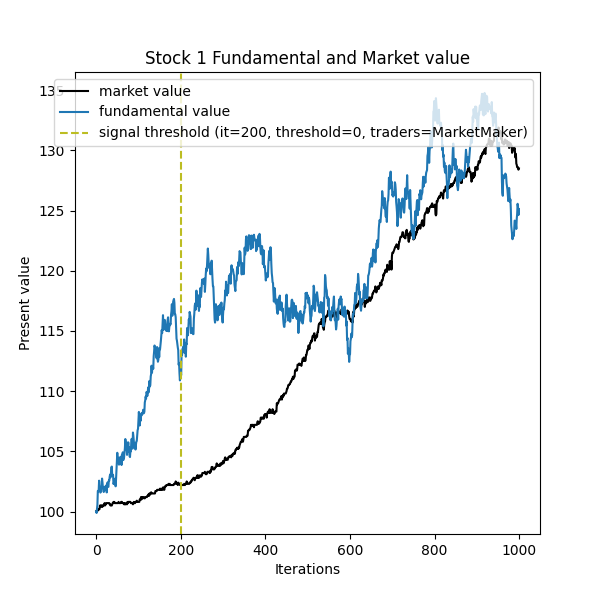 Stock 1 Fundamental and Market value
market value
fundamental value
signal threshold (it=200, threshold=0, traders=MarketMaker)
Present value
135
130
125
120
115
110
105
100
0 200 400 600 800 1000
Iterations